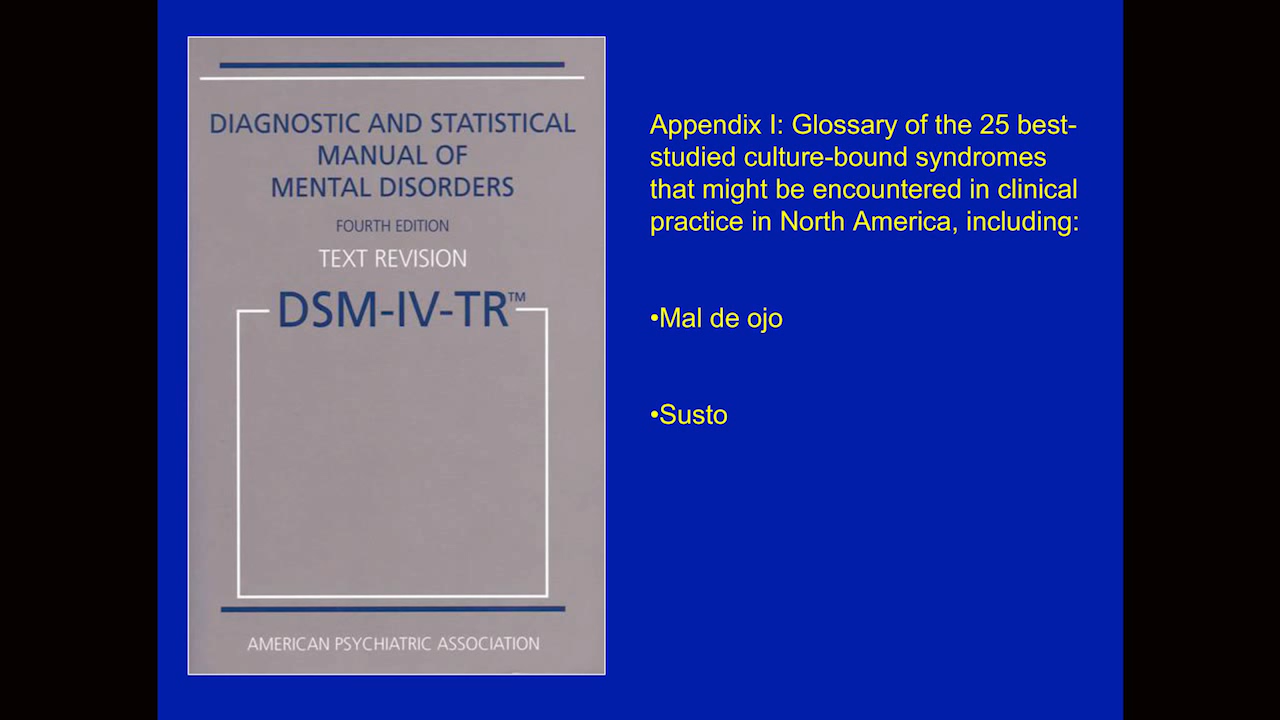 DIAGNOSTIC AND STATISTICAL
MANUAL OF
MENTAL DISORDERS
FOURTH EDITION
TEXT REVISION
DSM-IV-TR™
AMERICAN PSYCHIATRIC ASSOCIATION
Appendix I: Glossary of the 25 best-
studied culture-bound syndromes
that might be encountered in clinical
practice in North America, including:
•Mal de ojo
•Susto